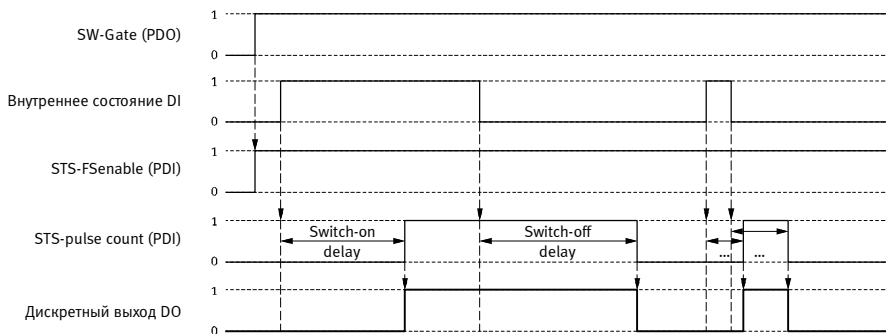 SW-Gate (PDO)
1
0
Внутреннее состояние DI
1
0
STS-FSenable (PDI)
1
0
STS-pulse count (PDI)
1
0
Switch-on
delay
Switch-off
delay
...
...
Дискретный выход DO
1
0